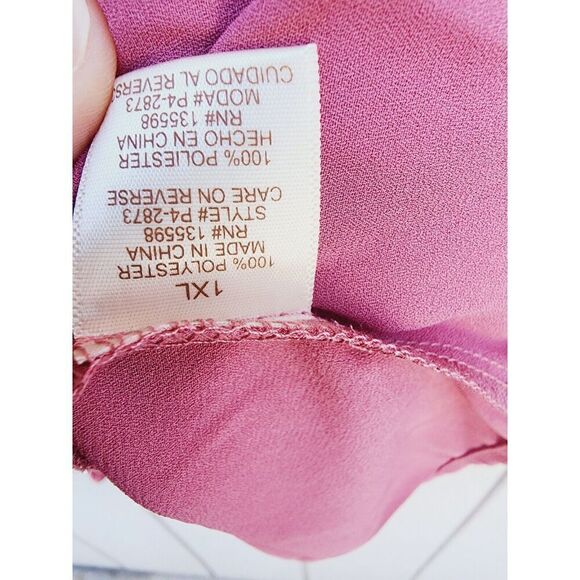 1XL
100% POLYESTER
MADE IN CHINA
RN# 135598
STYLE# P4-2873
CARE ON REVERSE
100% POLIESTER
HECHO EN CHINA
RN# 135598
MODA# P4-2873
CUIDADO AL REVERSE